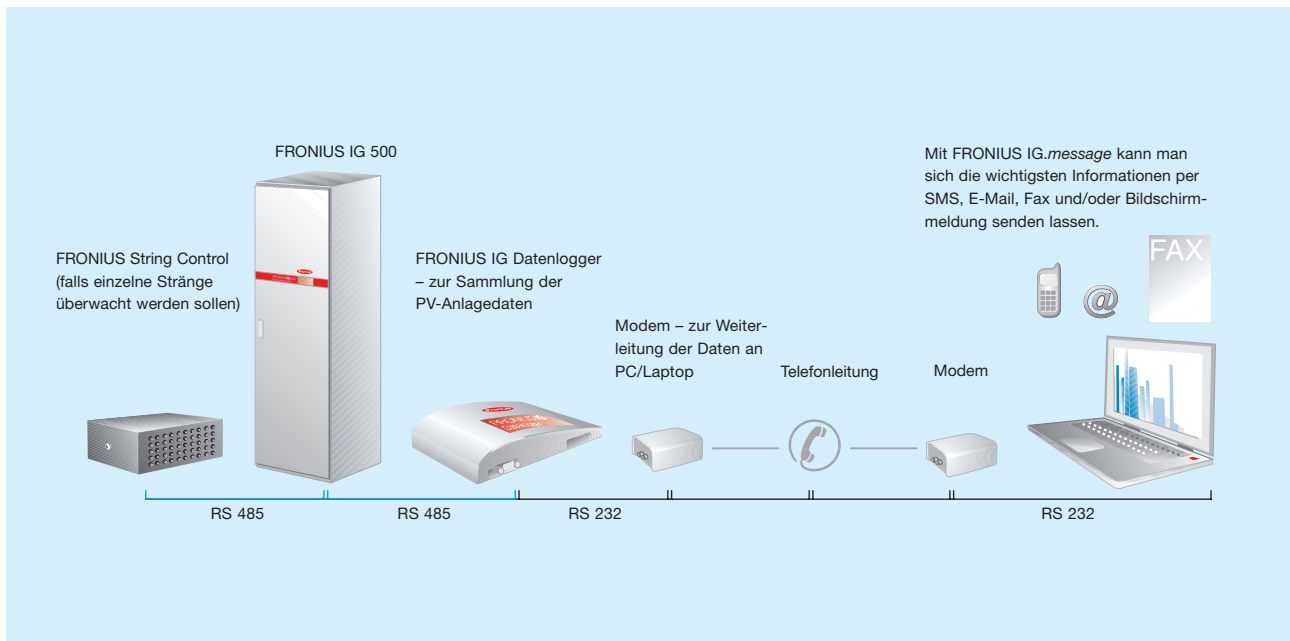 FRONIUS IG 500
Mit FRONIUS IG.message kann man
sich die wichtigsten Informationen per
SMS, E-Mail, Fax und/oder Bildschirm-
meldung senden lassen.
FRONIUS String Control
(falls einzelne Stränge
überwacht werden sollen)
FRONIUS IG Datenlogger
– zur Sammlung der
PV-Anlagedaten
FAX
@
Modem – zur Weiter-
leitung der Daten an
PC/Laptop
Telefonleitung
Modem
RS 485
RS 485
RS 232
RS 232